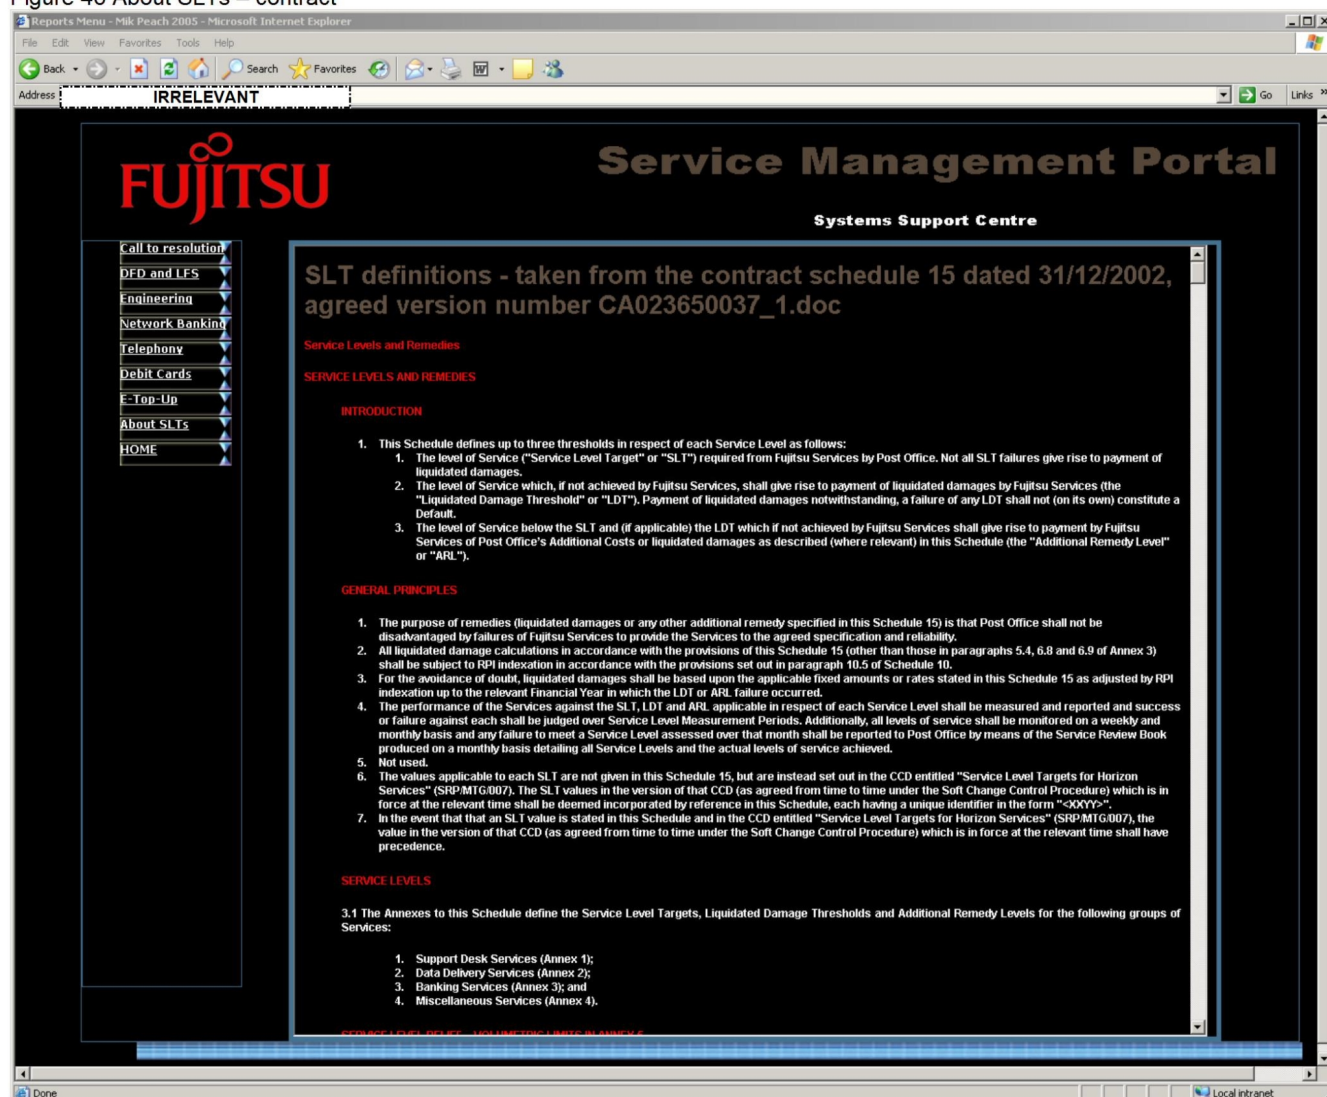 Figure 48 About SLTs – contract
Reports Menu - Mik Peach 2005 - Microsoft Internet Explorer
File Edit View Favorites Tools Help
Back Search Favorites
Address IRRELEVANT Go Links »
FUJITSU
Service Management Portal
Systems Support Centre
Call to resolution
DFD and LFS
Engineering
Network Banking
Telephony
Debit Cards
E-Top-Up
About SLTs
HOME
SLT definitions - taken from the contract schedule 15 dated 31/12/2002,
agreed version number CA023650037_1.doc
Service Levels and Remedies
SERVICE LEVELS AND REMEDIES
INTRODUCTION
1. This Schedule defines up to three thresholds in respect of each Service Level as follows:
1. The level of Service ("Service Level Target" or "SLT") required from Fujitsu Services by Post Office. Not all SLT failures give rise to payment of
liquidated damages.
2. The level of Service which, if not achieved by Fujitsu Services, shall give rise to payment of liquidated damages by Fujitsu Services (the
"Liquidated Damage Threshold" or "LDT"). Payment of liquidated damages notwithstanding, a failure of any LDT shall not (on its own) constitute a
Default.
3. The level of Service below the SLT and (if applicable) the LDT which if not achieved by Fujitsu Services shall give rise to payment by Fujitsu
Services of Post Office's Additional Costs or liquidated damages as described (where relevant) in this Schedule (the "Additional Remedy Level"
or "ARL").
GENERAL PRINCIPLES
1. The purpose of remedies (liquidated damages or any other additional remedy specified in this Schedule 15) is that Post Office shall not be
disadvantaged by failures of Fujitsu Services to provide the Services to the agreed specification and reliability.
2. All liquidated damage calculations in accordance with the provisions of this Schedule 15 (other than those in paragraphs 5.4, 6.8 and 6.9 of Annex 3)
shall be subject to RPI indexation in accordance with the provisions set out in paragraph 10.5 of Schedule 10.
3. For the avoidance of doubt, liquidated damages shall be based upon the applicable fixed amounts or rates stated in this Schedule 15 as adjusted by RPI
indexation up to the relevant Financial Year in which the LDT or ARL failure occurred.
4. The performance of the Services against the SLT, LDT and ARL applicable in respect of each Service Level shall be measured and reported and success
or failure against each shall be judged over Service Level Measurement Periods. Additionally, all levels of service shall be monitored on a weekly and
monthly basis and any failure to meet a Service Level assessed over that month shall be reported to Post Office by means of the Service Review Book
produced on a monthly basis detailing all Service Levels and the actual levels of service achieved.
5. Not used.
6. The values applicable to each SLT are not given in this Schedule 15, but are instead set out in the CCD entitled "Service Level Targets for Horizon
Services" (SRP/MTG/007). The SLT values in the version of that CCD (as agreed from time to time under the Soft Change Control Procedure) which is in
force at the relevant time shall be deemed incorporated by reference in this Schedule, each having a unique identifier in the form "<XXYY>".
7. In the event that that an SLT value is stated in this Schedule and in the CCD entitled "Service Level Targets for Horizon Services" (SRP/MTG/007), the
value in the version of that CCD (as agreed from time to time under the Soft Change Control Procedure) which is in force at the relevant time shall have
precedence.
SERVICE LEVELS
3.1 The Annexes to this Schedule define the Service Level Targets, Liquidated Damage Thresholds and Additional Remedy Levels for the following groups of
Services:
1. Support Desk Services (Annex 1);
2. Data Delivery Services (Annex 2);
3. Banking Services (Annex 3); and
4. Miscellaneous Services (Annex 4).
SERVICE LEVEL RELIEF - VOLUMETRIC LIMITS IN ANNEX
Done Local intranet